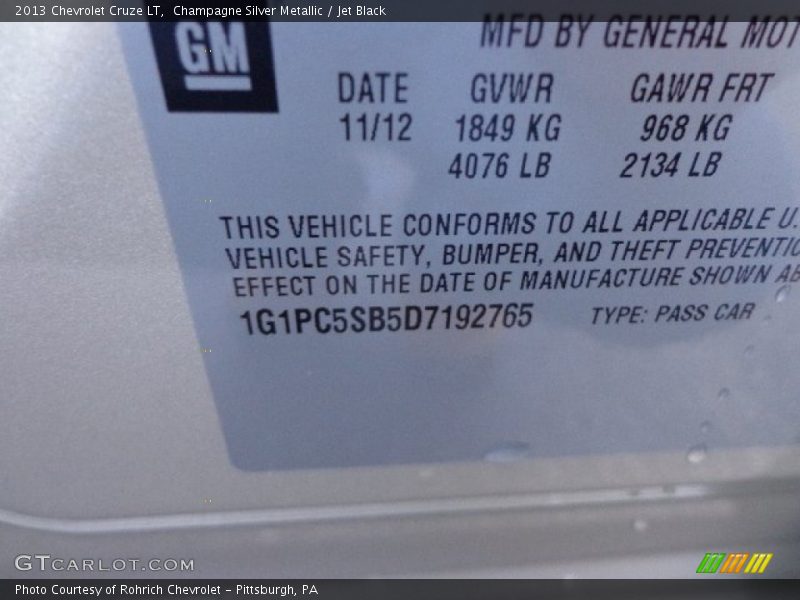 2013 Chevrolet Cruze LT,  Champagne Silver Metallic / Jet Black
GM
MFD BY GENERAL MOT
DATE GVWR GAWR FRT
11/12 1849 KG 968 KG
4076 LB 2134 LB
THIS VEHICLE CONFORMS TO ALL APPLICABLE U.
VEHICLE SAFETY, BUMPER, AND THEFT PREVENTIO
EFFECT ON THE DATE OF MANUFACTURE SHOWN AB
1G1PC5SB5D7192765 TYPE: PASS CAR
GTCARLOT.COM
Photo Courtesy of Rohrich Chevrolet – Pittsburgh, PA